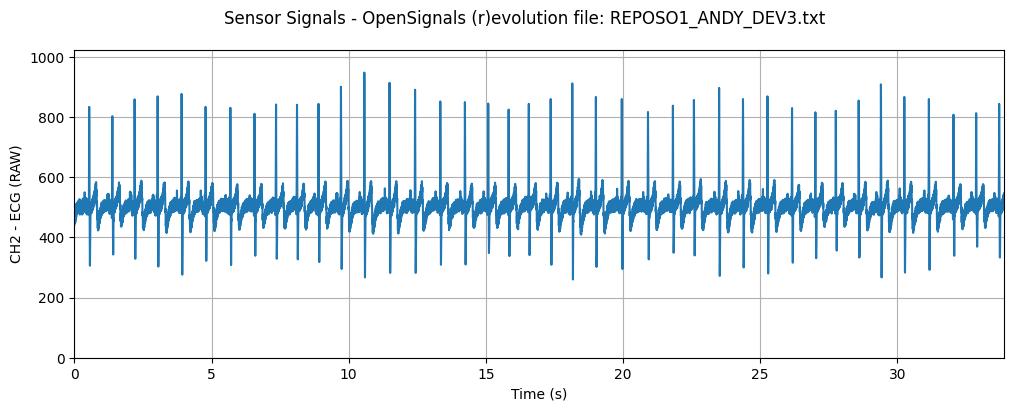 Sensor Signals - OpenSignals (r)evolution file: REPOSO1_ANDY_DEV3.txt
CH2 - ECG (RAW)
1000
800
600
400
200
0
0 5 10 15 20 25 30
Time (s)